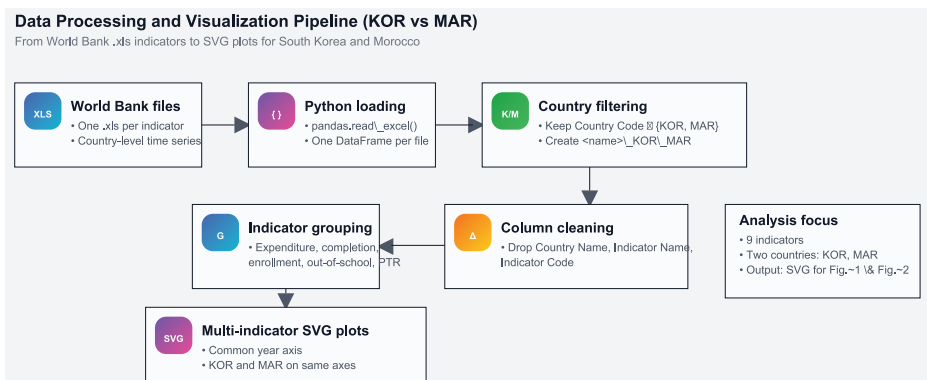 Data Processing and Visualization Pipeline (KOR vs MAR)
From World Bank .xls indicators to SVG plots for South Korea and Morocco
XLS
World Bank files
• One .xls per indicator
• Country-level time series
{ }
Python loading
• pandas.read\_excel()
• One DataFrame per file
K/M
Country filtering
• Keep Country Code {KOR, MAR}
• Create <name>\_KOR\_MAR
G
Indicator grouping
• Expenditure, completion,
enrollment, out-of-school, PTR
Δ
Column cleaning
• Drop Country Name, Indicator Name,
Indicator Code
Analysis focus
• 9 indicators
• Two countries: KOR, MAR
• Output: SVG for Fig.~1 \& Fig.~2
SVG
Multi-indicator SVG plots
• Common year axis
• KOR and MAR on same axes